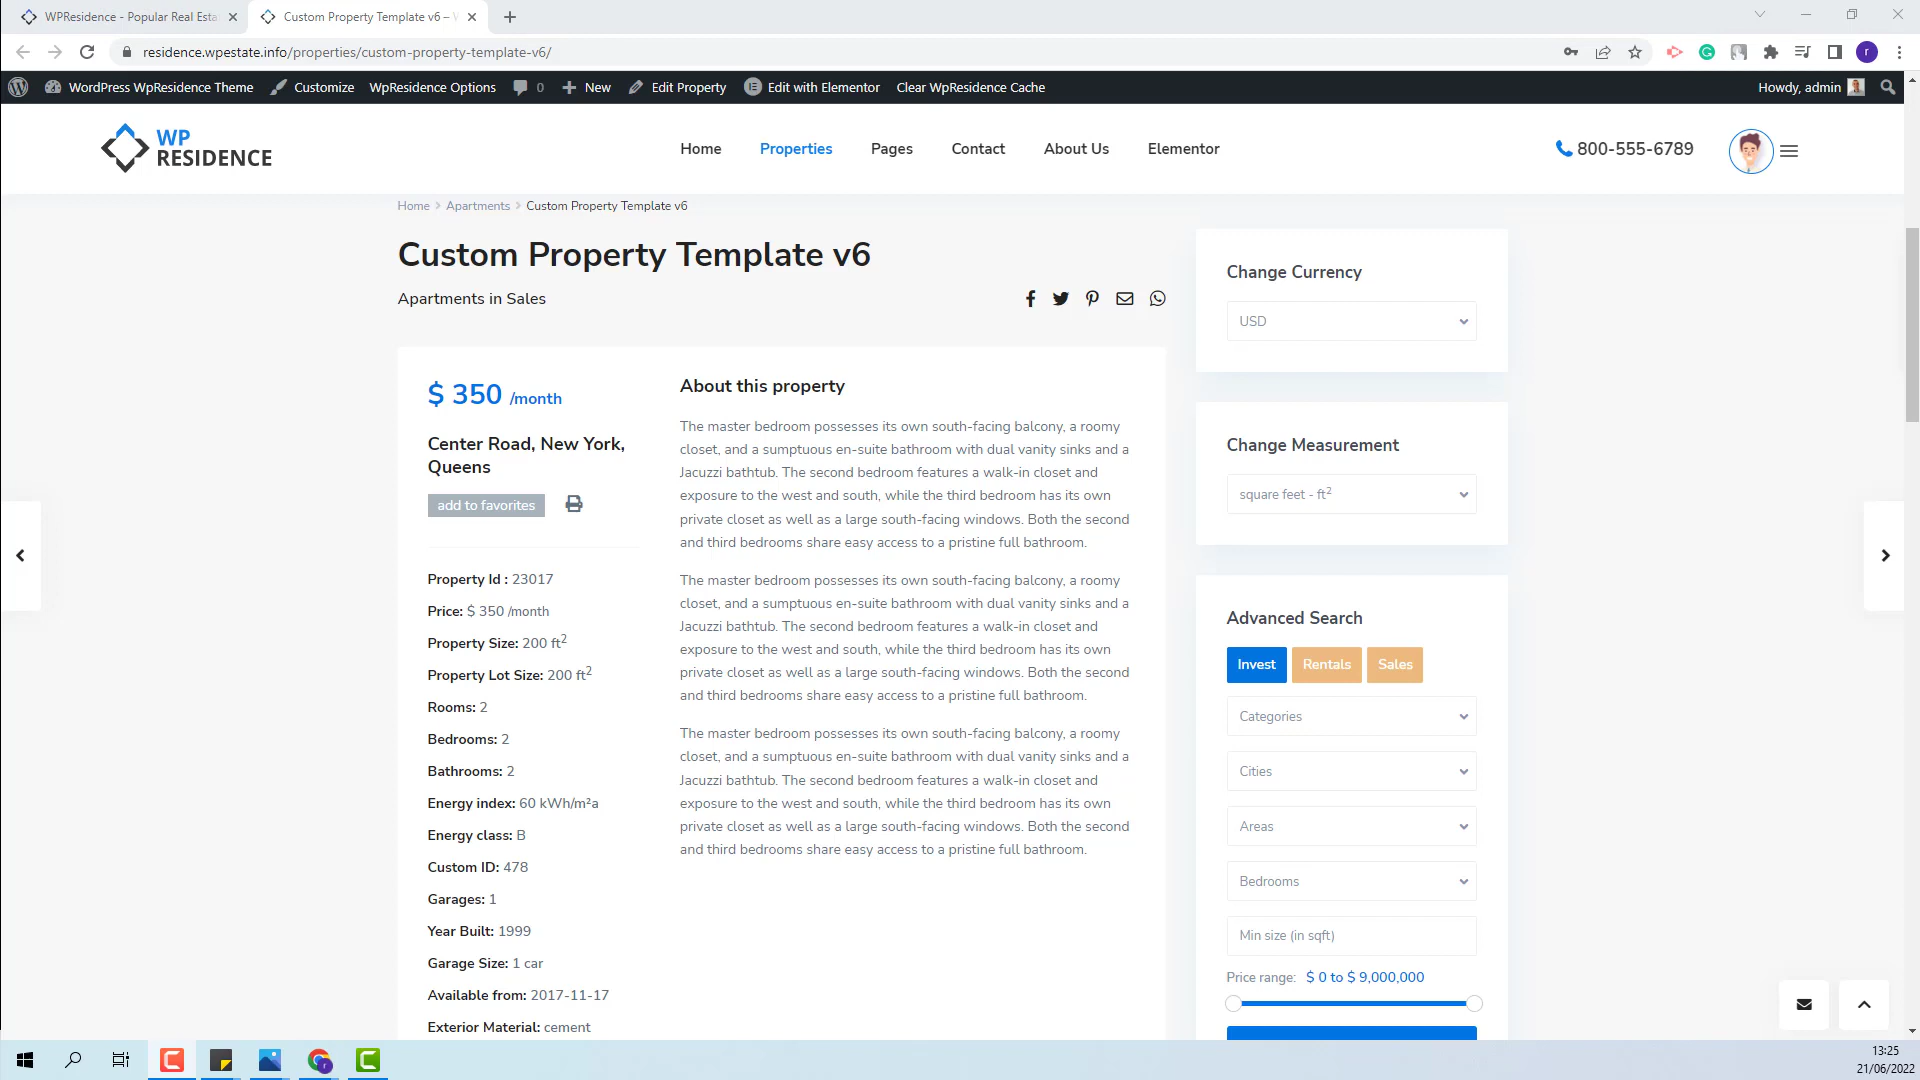 WPResidence - Popular Real Esta
Custom Property Template v6 –
residence.wpestate.info/properties/custom-property-template-v6/
r
WordPress WpResidence Theme
Customize
WpResidence Options
0
New
Edit Property
Edit with Elementor
Clear WpResidence Cache
Howdy, admin
WP
RESIDENCE
Home
Properties
Pages
Contact
About Us
Elementor
800-555-6789
Home > Apartments > Custom Property Template v6
Custom Property Template v6
Apartments in Sales
$ 350 /month
Center Road, New York,
Queens
add to favorites
Property Id : 23017
Price: $ 350 /month
Property Size: 200 ft²
Property Lot Size: 200 ft²
Rooms: 2
Bedrooms: 2
Bathrooms: 2
Energy index: 60 kWh/m²a
Energy class: B
Custom ID: 478
Garages: 1
Year Built: 1999
Garage Size: 1 car
Available from: 2017-11-17
Exterior Material: cement
About this property
The master bedroom possesses its own south-facing balcony, a roomy
closet, and a sumptuous en-suite bathroom with dual vanity sinks and a
Jacuzzi bathtub. The second bedroom features a walk-in closet and
exposure to the west and south, while the third bedroom has its own
private closet as well as a large south-facing windows. Both the second
and third bedrooms share easy access to a pristine full bathroom.
The master bedroom possesses its own south-facing balcony, a roomy
closet, and a sumptuous en-suite bathroom with dual vanity sinks and a
Jacuzzi bathtub. The second bedroom features a walk-in closet and
exposure to the west and south, while the third bedroom has its own
private closet as well as a large south-facing windows. Both the second
and third bedrooms share easy access to a pristine full bathroom.
The master bedroom possesses its own south-facing balcony, a roomy
closet, and a sumptuous en-suite bathroom with dual vanity sinks and a
Jacuzzi bathtub. The second bedroom features a walk-in closet and
exposure to the west and south, while the third bedroom has its own
private closet as well as a large south-facing windows. Both the second
and third bedrooms share easy access to a pristine full bathroom.
Change Currency
USD
Change Measurement
square feet - ft²
Advanced Search
Invest
Rentals
Sales
Categories
Cities
Areas
Bedrooms
Min size (in sqft)
Price range: $ 0 to $ 9,000,000
13:25
21/06/2022